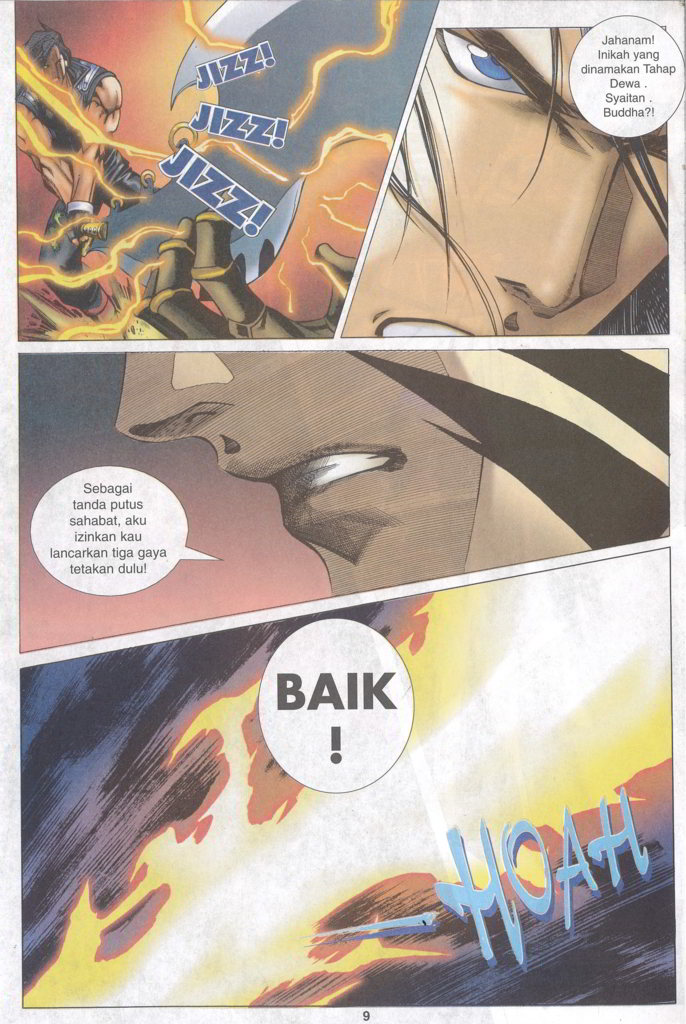 JIZZ!
JIZZ!
JIZZ!
Jahanam!
Inikah yang
dinamakan Tahap
Dewa .
Syaitan .
Buddha?!
Sebagai
tanda putus
sahabat, aku
izinkan kau
lancarkan tiga gaya
tetakan dulu!
BAIK
!
HOAH
9